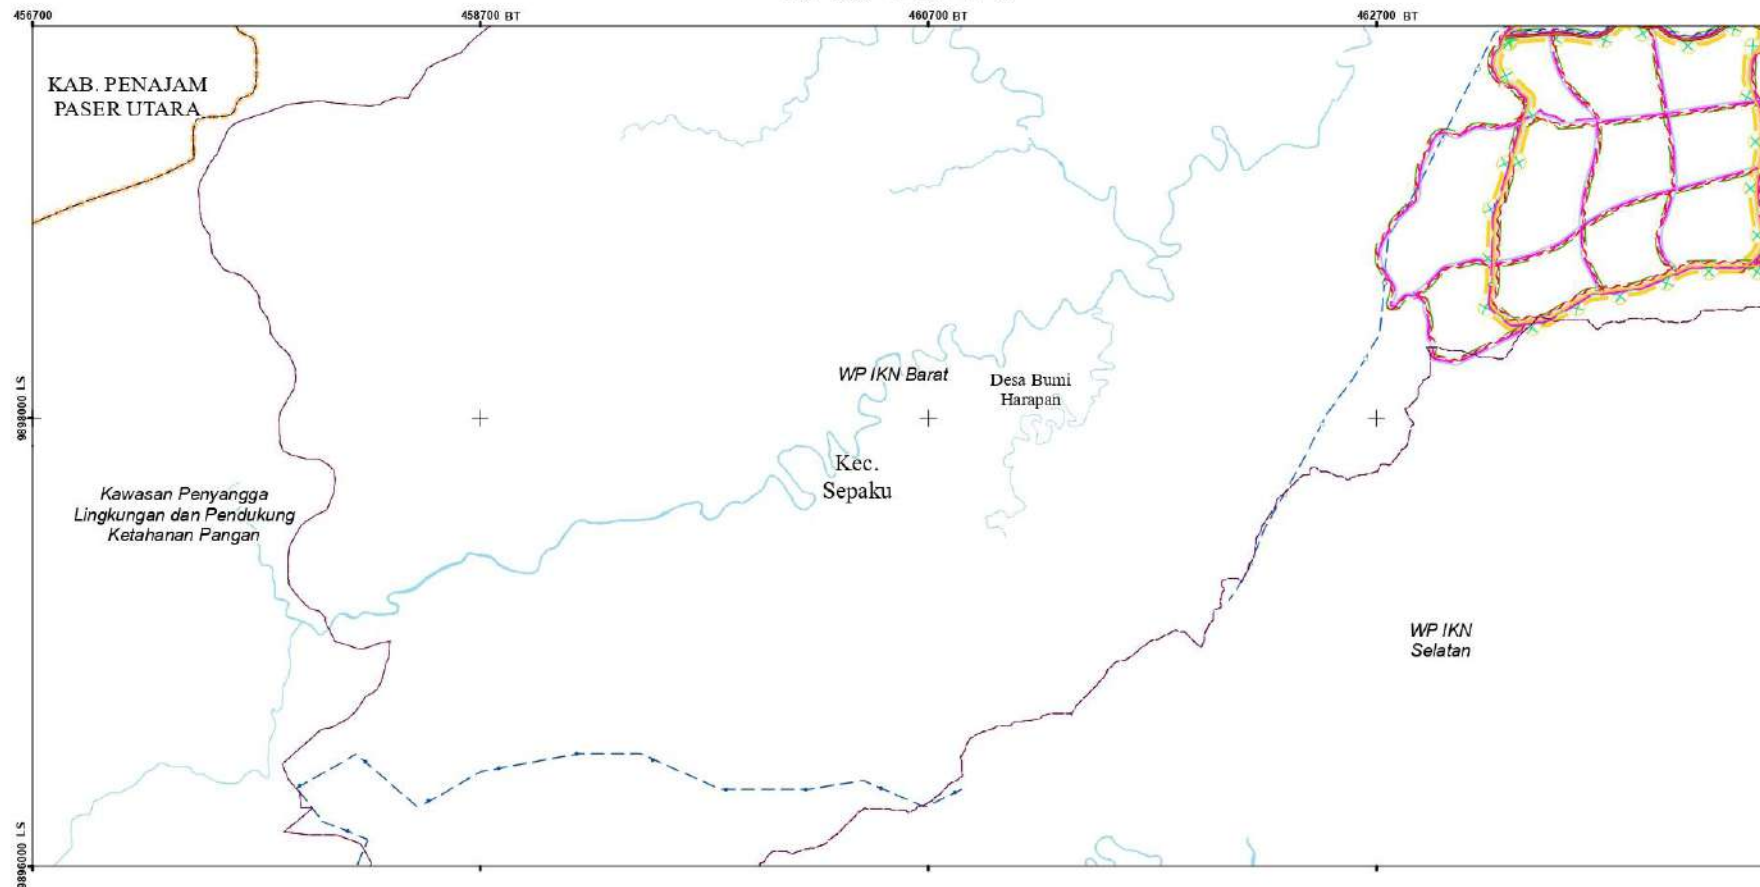 456700
458700 BT
460700 BT
462700 BT
KAB. PENAJAM
PASER UTARA
9898000 LS
WP IKN Barat
Desa Bumi
Harapan
Kec.
Sepaku
Kawasan Penyangga
Lingkungan dan Pendukung
Ketahanan Pangan
WP IKN
Selatan
9896000 LS